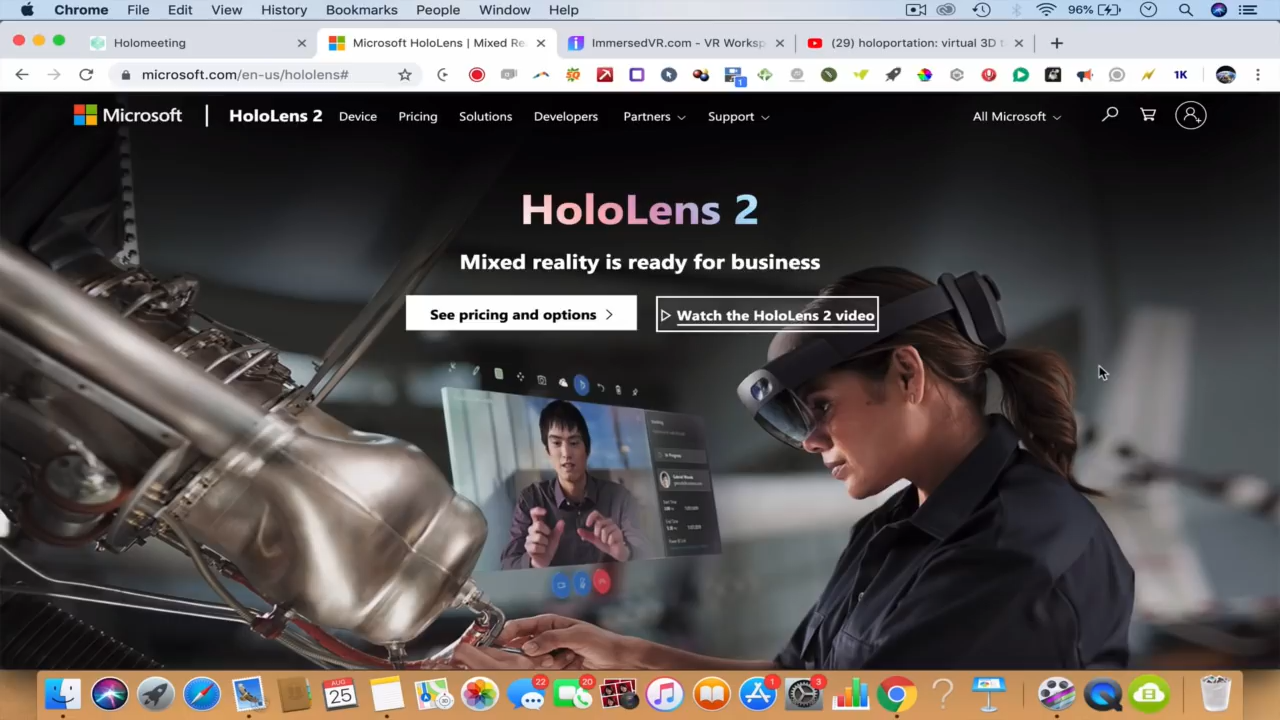 Chrome File Edit View History Bookmarks People Window Help 96%
Holomeeting
Microsoft HoloLens | Mixed Re
ImmersedVR.com - VR Worksp
(29) holoportation: virtual 3D t
microsoft.com/en-us/hololens# 1 1K
Microsoft HoloLens 2 Device Pricing Solutions Developers Partners Support All Microsoft
HoloLens 2
Mixed reality is ready for business
See pricing and options
Watch the HoloLens 2 video
AUG
25
22
20
1
3